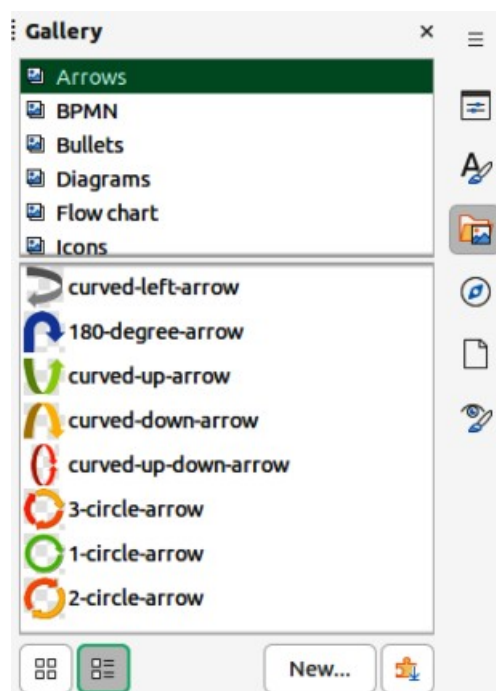 Gallery
Arrows
BPMN
Bullets
Diagrams
Flow chart
Icons
curved-left-arrow
180-degree-arrow
curved-up-arrow
curved-down-arrow
curved-up-down-arrow
3-circle-arrow
1-circle-arrow
2-circle-arrow
New...